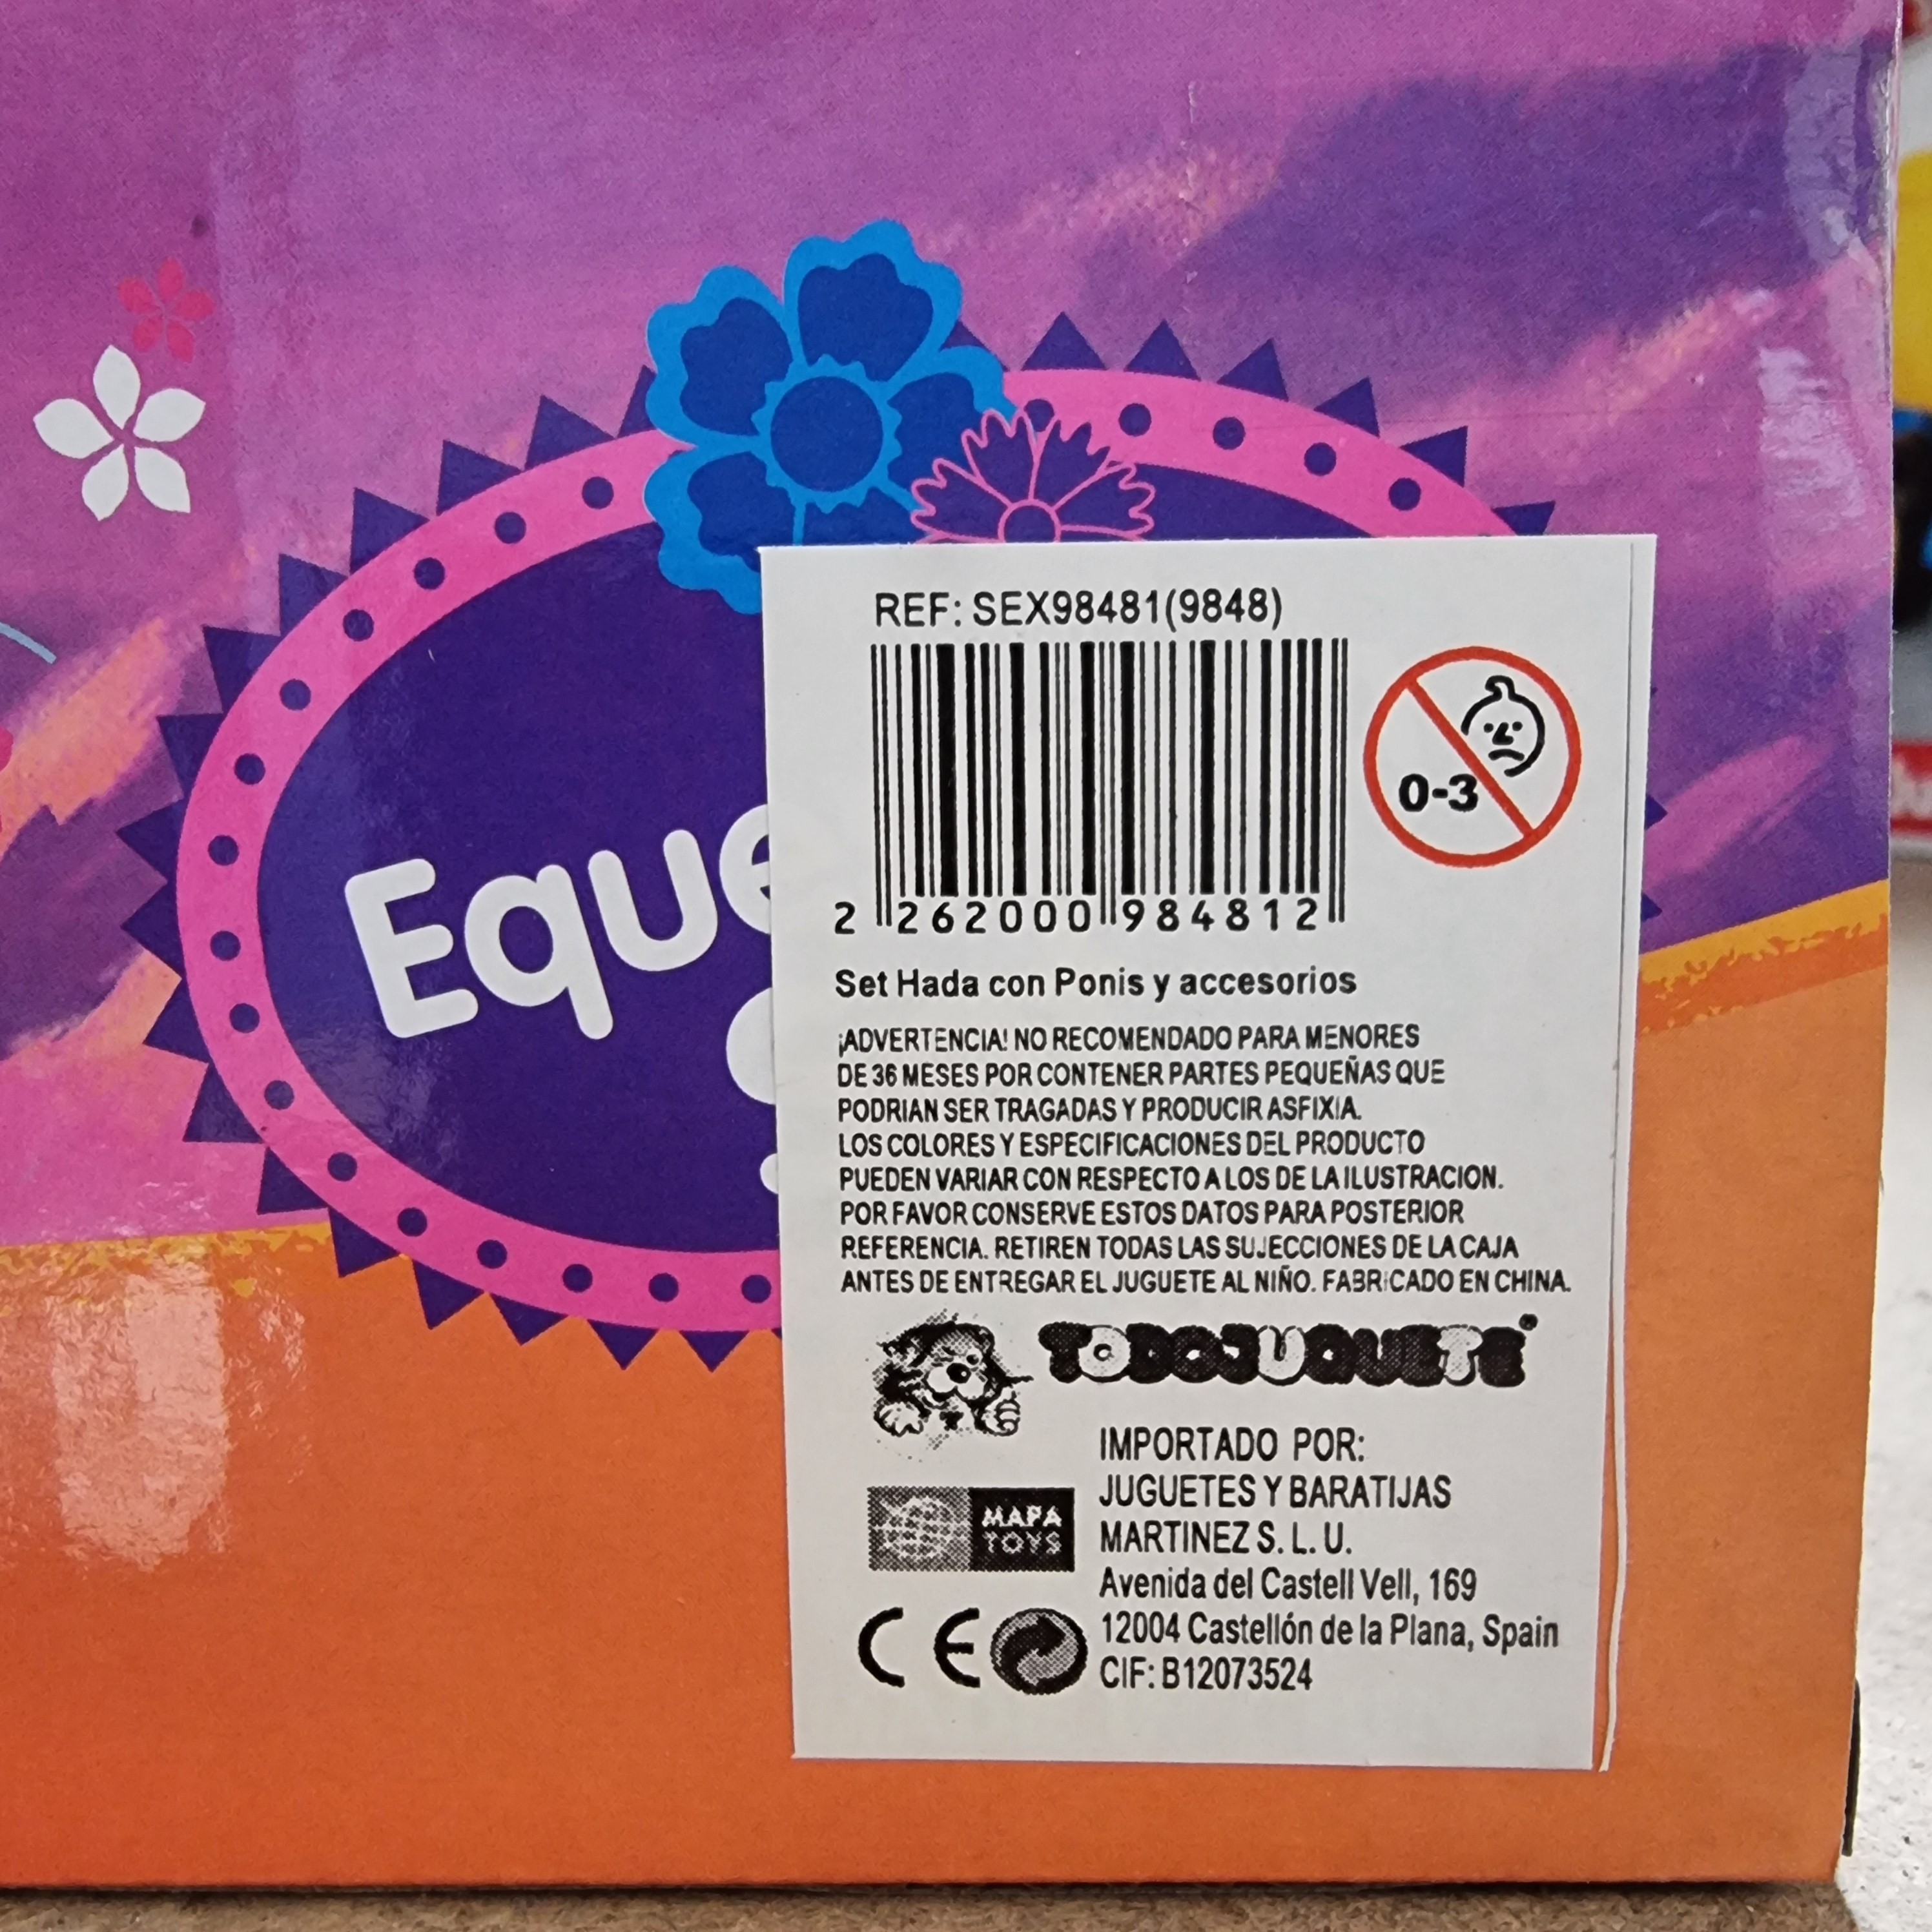 Eque
REF: SEX98481(9848)
0-3
2 262000 984812
Set Hada con Ponis y accesorios
¡ADVERTENCIA! NO RECOMENDADO PARA MENORES
DE 36 MESES POR CONTENER PARTES PEQUEÑAS QUE
PODRIAN SER TRAGADAS Y PRODUCIR ASFIXIA.
LOS COLORES Y ESPECIFICACIONES DEL PRODUCTO
PUEDEN VARIAR CON RESPECTO A LOS DE LA ILUSTRACION.
POR FAVOR CONSERVE ESTOS DATOS PARA POSTERIOR
REFERENCIA. RETIREN TODAS LAS SUJECCIONES DE LA CAJA
ANTES DE ENTREGAR EL JUGUETE AL NIÑO. FABRICADO EN CHINA.
TODOJUGUETE®
IMPORTADO POR:
JUGUETES Y BARATIJAS
MARTINEZ S. L. U.
MAPA
TOYS
Avenida del Castell Vell, 169
12004 Castellón de la Plana, Spain
CIF: B12073524
CE